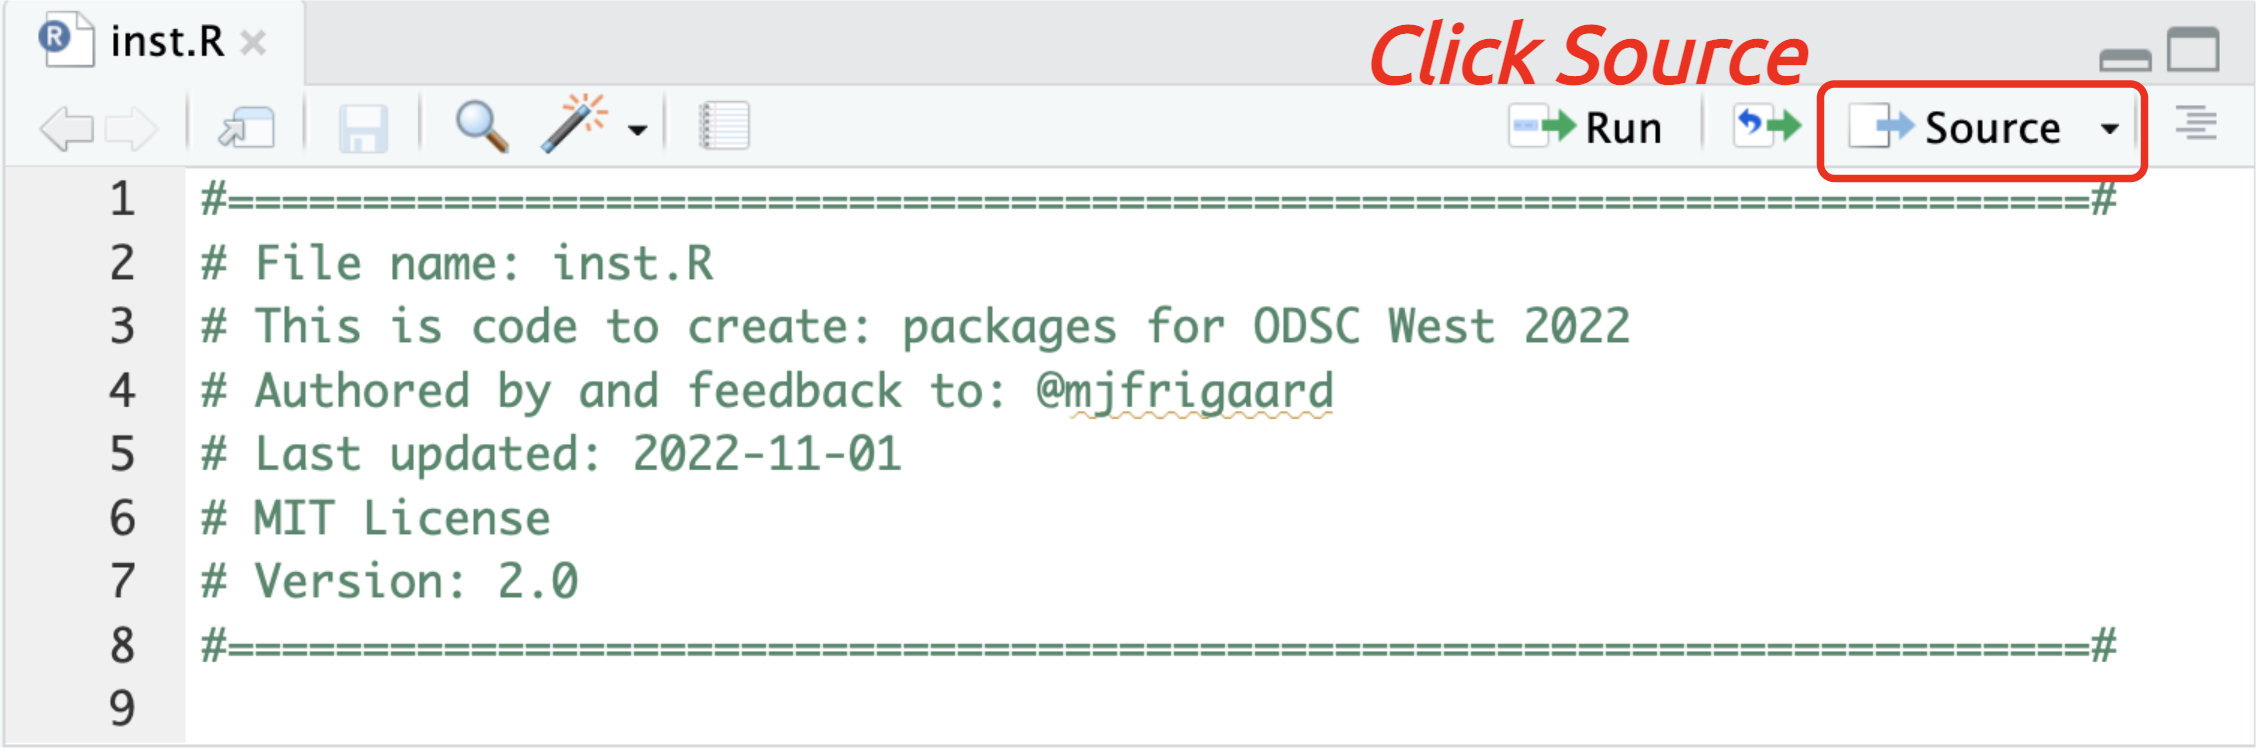 R inst.R
Click Source
Run Source
1 #=====================================================================#
2 # File name: inst.R
3 # This is code to create: packages for ODSC West 2022
4 # Authored by and feedback to: @mjfrigaard
5 # Last updated: 2022-11-01
6 # MIT License
7 # Version: 2.0
8 #=====================================================================#
9